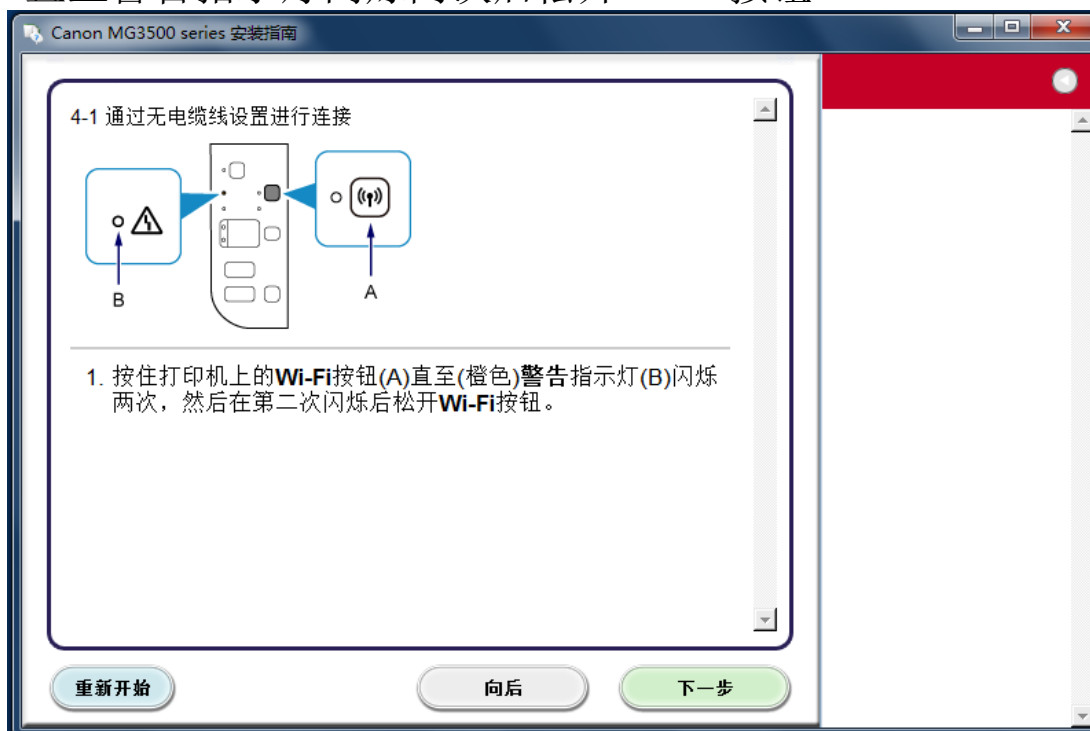 Canon MG3500 series 安装指南
4-1 通过无电缆线设置进行连接
B
A
1. 按住打印机上的Wi-Fi按钮(A)直至(橙色)警告指示灯(B)闪烁
两次，然后在第二次闪烁后松开Wi-Fi按钮。
重新开始
向后
下一步